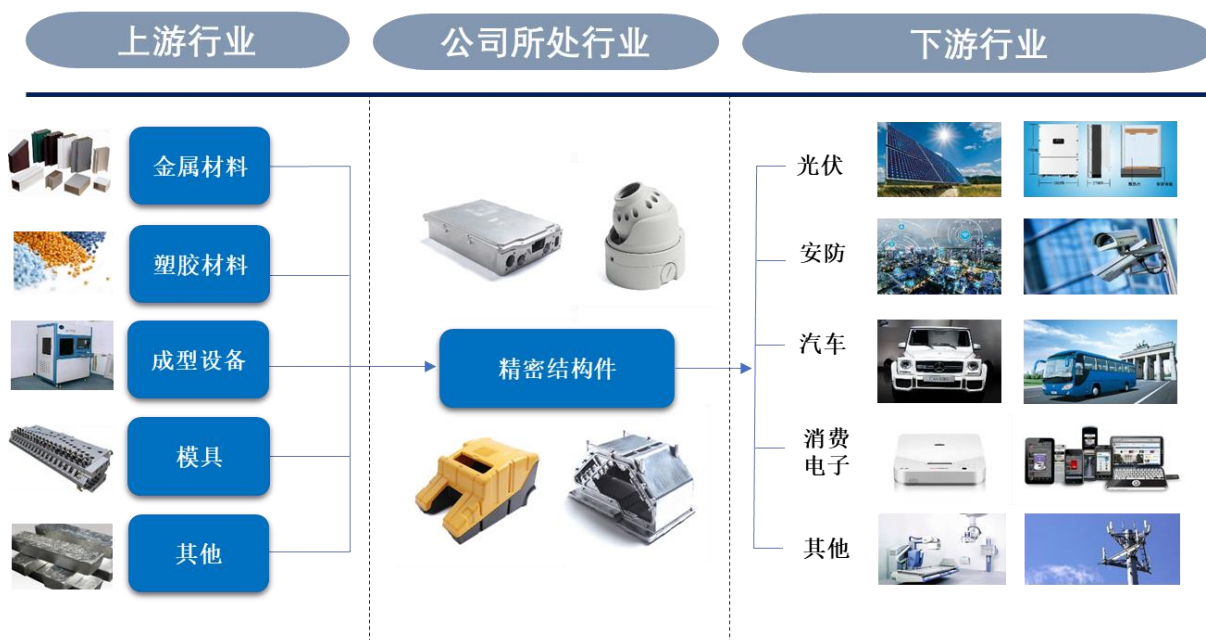 上游行业
公司所处行业
下游行业
金属材料
塑胶材料
成型设备
模具
其他
精密结构件
光伏
安防
汽车
消费
电子
其他